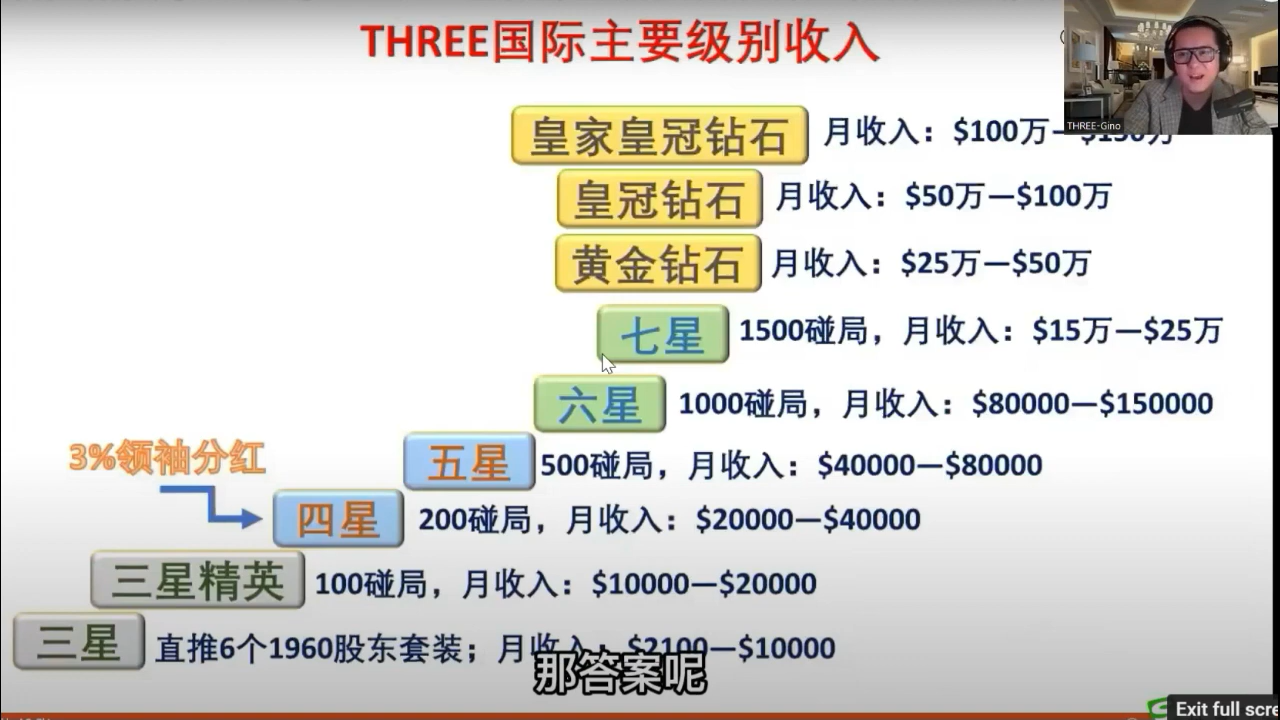 THREE国际主要级别收入
THREE-Gino
皇家皇冠钻石 月收入：$100万—$150万
皇冠钻石 月收入：$50万—$100万
黄金钻石 月收入：$25万—$50万
七星 1500碰局，月收入：$15万—$25万
六星 1000碰局，月收入：$80000—$150000
3%领袖分红
五星 500碰局，月收入：$40000—$80000
四星 200碰局，月收入：$20000—$40000
三星精英 100碰局，月收入：$10000—$20000
三星 直推6个1960股东套装；月收入：$2100—$10000
那答案呢
Exit full scre